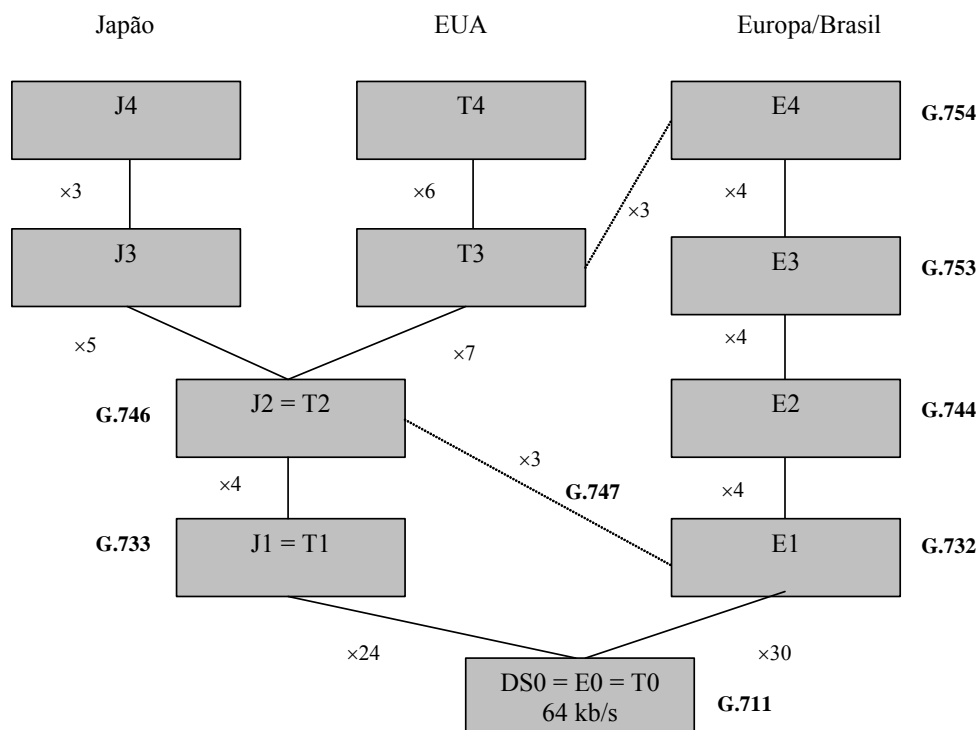 Japão EUA Europa/Brasil
J4 T4 E4 G.754
×3 ×6 ×3 ×4
J3 T3 E3 G.753
×5 ×7 ×4
G.746 J2 = T2 E2 G.744
×4 ×3 G.747 ×4
G.733 J1 = T1 E1 G.732
×24 ×30
DS0 = E0 = T0
64 kb/s G.711